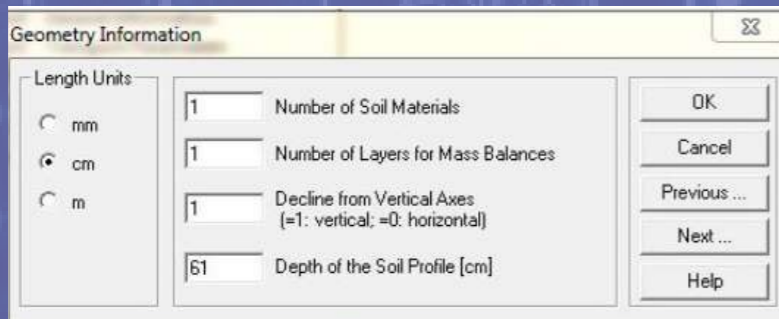 Geometry Information
Length Units
mm
cm
m
1 Number of Soil Materials
1 Number of Layers for Mass Balances
1 Decline from Vertical Axes
(=1: vertical; =0: horizontal)
61 Depth of the Soil Profile [cm]
OK
Cancel
Previous ...
Next ...
Help